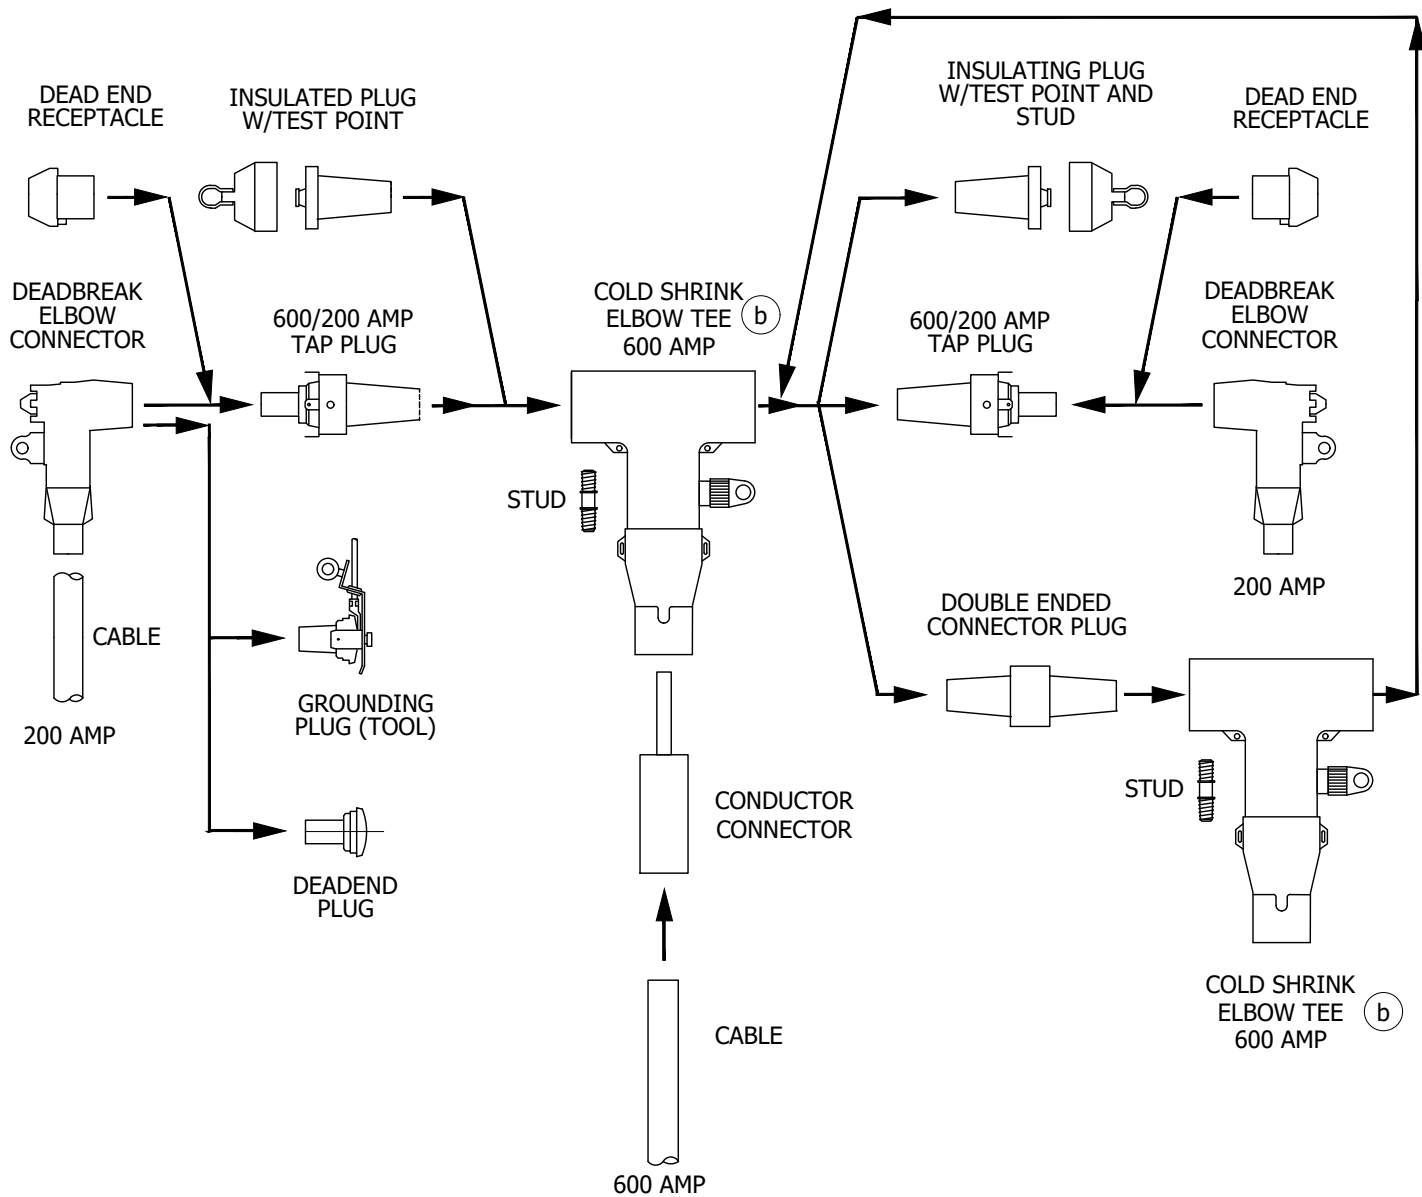 DEAD END
RECEPTACLE
INSULATED PLUG
W/TEST POINT
INSULATING PLUG
W/TEST POINT AND
STUD
DEAD END
RECEPTACLE
DEADBREAK
ELBOW
CONNECTOR
600/200 AMP
TAP PLUG
COLD SHRINK
ELBOW TEE b
600 AMP
600/200 AMP
TAP PLUG
DEADBREAK
ELBOW
CONNECTOR
STUD
200 AMP
CABLE
200 AMP
GROUNDING
PLUG (TOOL)
DOUBLE ENDED
CONNECTOR PLUG
STUD
CONDUCTOR
CONNECTOR
DEADEND
PLUG
COLD SHRINK
ELBOW TEE b
600 AMP
CABLE
600 AMP